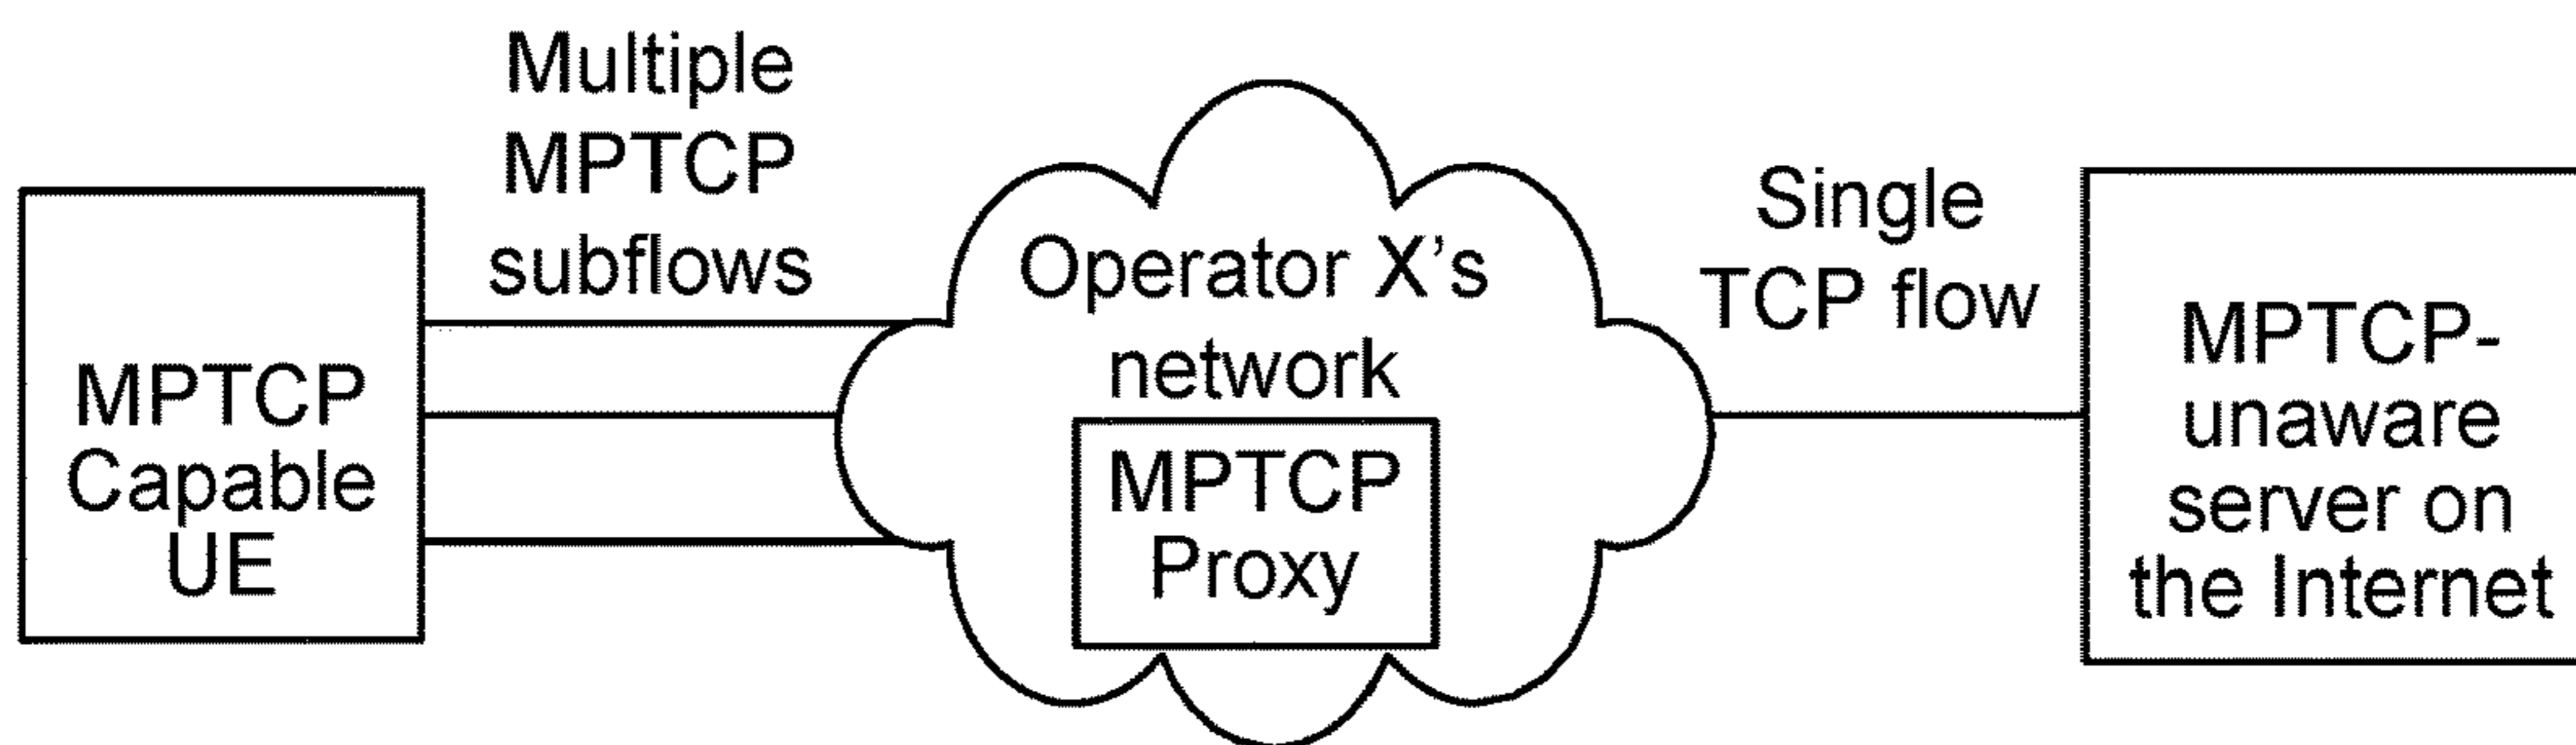 Multiple
MPTCP
subflows
MPTCP
Capable
UE
Operator X’s
network
MPTCP
Proxy
Single
TCP flow
MPTCP-
unaware
server on
the Internet